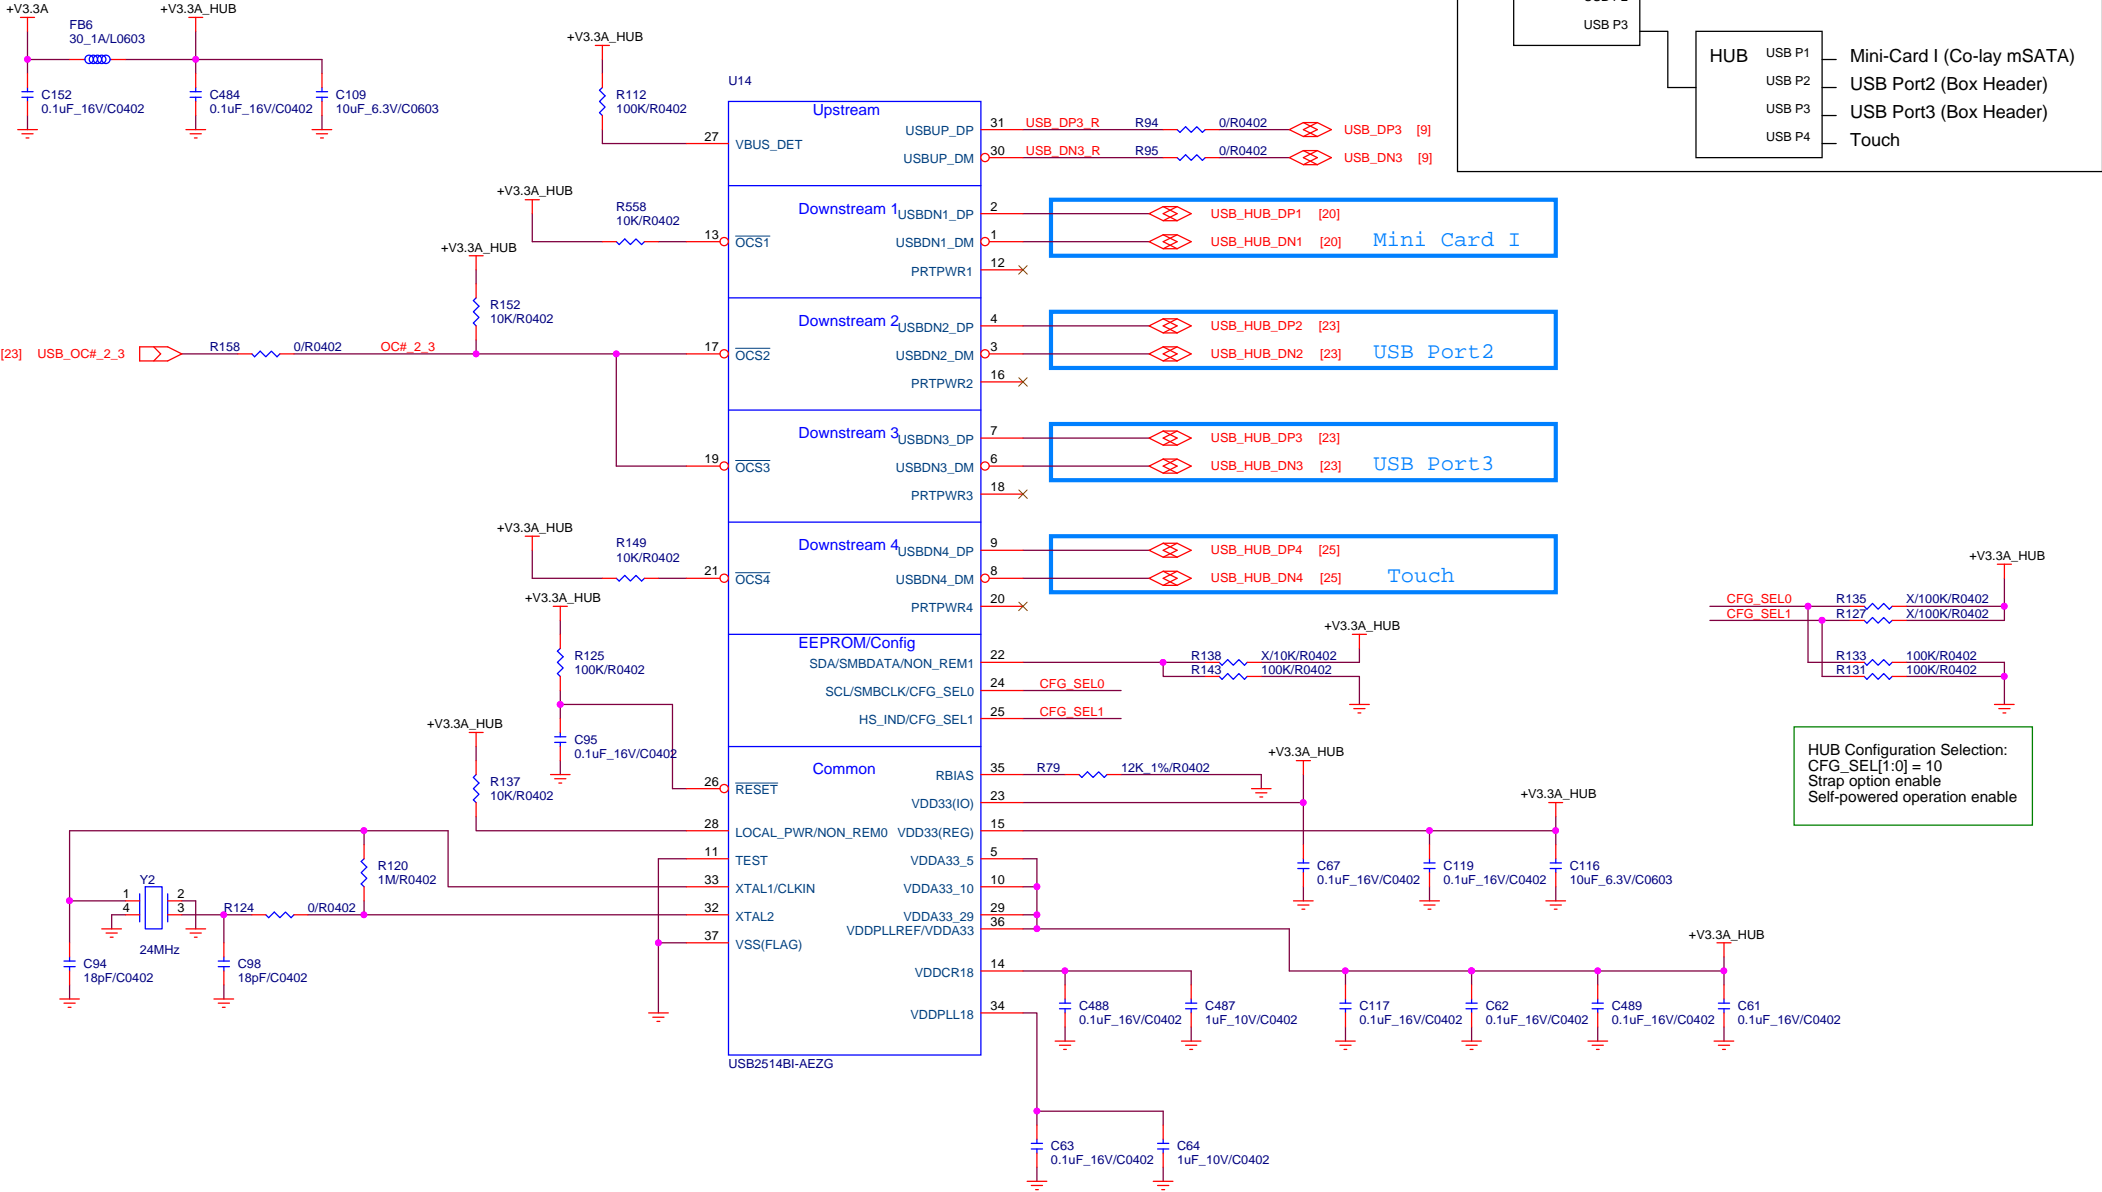 +V3.3A
+V3.3A_HUB
FB6
30_1A/L0603
C152
0.1uF_16V/C0402
C484
0.1uF_16V/C0402
C109
10uF_6.3V/C0603
+V3.3A_HUB
R112
100K/R0402
U14
USB P3
HUB
USB P1
Mini-Card I (Co-lay mSATA)
USB P2
USB Port2 (Box Header)
USB P3
USB Port3 (Box Header)
USB P4
Touch
Upstream
27
VBUS_DET
USBUP_DP
31
USB_DP3_R
R94
0/R0402
USB_DP3
[9]
USBUP_DM
30
USB_DN3_R
R95
0/R0402
USB_DN3
[9]
+V3.3A_HUB
R558
10K/R0402
13
OCS1
Downstream 1
USBDN1_DP
2
USB_HUB_DP1
[20]
USBDN1_DM
1
USB_HUB_DN1
[20]
Mini Card I
PRTPWR1
12
+V3.3A_HUB
R152
10K/R0402
[23]
USB_OC#_2_3
R158
0/R0402
OC#_2_3
17
OCS2
Downstream 2
USBDN2_DP
4
USB_HUB_DP2
[23]
USBDN2_DM
3
USB_HUB_DN2
[23]
USB Port2
PRTPWR2
16
19
OCS3
Downstream 3
USBDN3_DP
7
USB_HUB_DP3
[23]
USBDN3_DM
6
USB_HUB_DN3
[23]
USB Port3
PRTPWR3
18
+V3.3A_HUB
R149
10K/R0402
21
OCS4
Downstream 4
USBDN4_DP
9
USB_HUB_DP4
[25]
USBDN4_DM
8
USB_HUB_DN4
[25]
Touch
PRTPWR4
20
+V3.3A_HUB
R125
100K/R0402
C95
0.1uF_16V/C0402
EEPROM/Config
SDA/SMBDATA/NON_REM1
22
R138
X/10K/R0402
R143
100K/R0402
+V3.3A_HUB
SCL/SMBCLK/CFG_SEL0
24
CFG_SEL0
HS_IND/CFG_SEL1
25
CFG_SEL1
+V3.3A_HUB
CFG_SEL0
R135
X/100K/R0402
CFG_SEL1
R127
X/100K/R0402
R133
100K/R0402
R131
100K/R0402
HUB Configuration Selection:
CFG_SEL[1:0] = 10
Strap option enable
Self-powered operation enable
+V3.3A_HUB
R137
10K/R0402
Common
26
RESET
28
LOCAL_PWR/NON_REM0
11
TEST
33
XTAL1/CLKIN
32
XTAL2
37
VSS(FLAG)
R120
1M/R0402
Y2
1
2
4
3
24MHz
R124
0/R0402
C94
18pF/C0402
C98
18pF/C0402
RBIAS
35
R79
12K_1%/R0402
+V3.3A_HUB
VDD33(IO)
23
VDD33(REG)
15
+V3.3A_HUB
VDDA33_5
5
VDDA33_10
10
VDDA33_29
29
VDDPLLREF/VDDA33
36
C67
0.1uF_16V/C0402
C119
0.1uF_16V/C0402
C116
10uF_6.3V/C0603
+V3.3A_HUB
VDDCR18
14
VDDPLL18
34
C488
0.1uF_16V/C0402
C487
1uF_10V/C0402
C117
0.1uF_16V/C0402
C62
0.1uF_16V/C0402
C489
0.1uF_16V/C0402
C61
0.1uF_16V/C0402
USB2514BI-AEZG
C63
0.1uF_16V/C0402
C64
1uF_10V/C0402